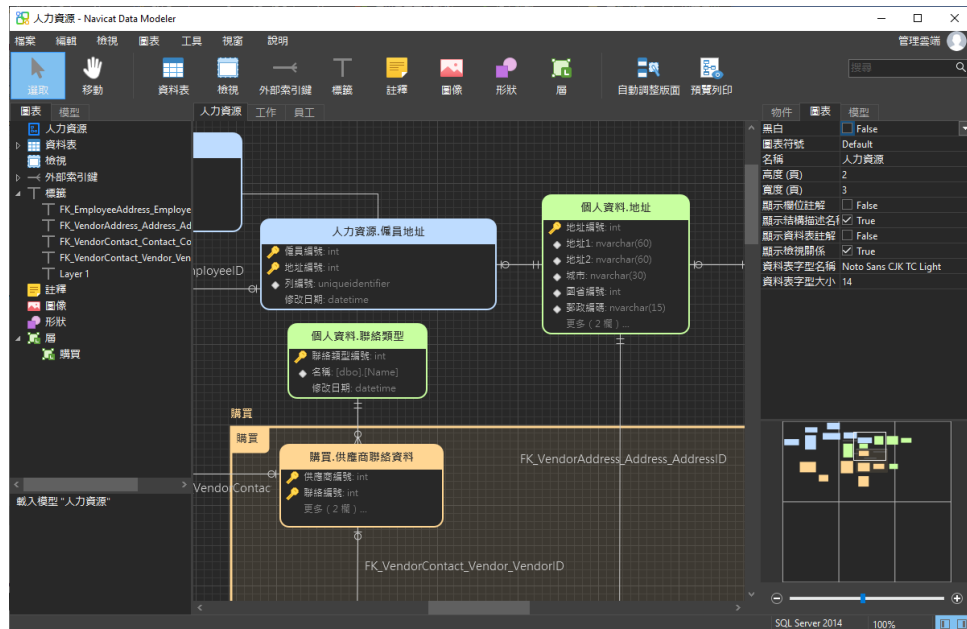 人力資源 - Navicat Data Modeler
檔案 編輯 檢視 圖表 工具 視窗 說明
管理雲端
選取 移動 資料表 檢視 外部索引鍵 標籤 註釋 圖像 形狀 層 自動調整版面 預覽列印
搜尋
圖表 模型
人力資源 工作 員工
物件 圖表 模型
人力資源
資料表
檢視
外部索引鍵
標籤
FK_EmployeeAddress_Employe
FK_VendorAddress_Address_Ad
FK_VendorContact_Contact_Co
FK_VendorContact_Vendor_Ven
Layer 1
註釋
圖像
形狀
層
購買
載入模型 "人力資源"
人力資源.僱員地址
僱員編號: int
地址編號: int
列編號: uniqueidentifier
修改日期: datetime
ployeeID
個人資料.地址
地址編號: int
地址1: nvarchar(60)
地址2: nvarchar(60)
城市: nvarchar(30)
國省編號: int
郵政編碼: nvarchar(15)
更多 ( 2 欄 ) ...
個人資料.聯絡類型
聯絡類型編號: int
名稱: [dbo].[Name]
修改日期: datetime
購買
購買
購買.供應商聯絡資料
供應商編號: int
聯絡編號: int
更多 ( 2 欄 ) ...
VendorContac
FK_VendorAddress_Address_AddressID
FK_VendorContact_Vendor_VendorID
黑白 False
圖表符號 Default
名稱 人力資源
高度 (頁) 2
寬度 (頁) 3
顯示欄位註解 False
顯示結構描述名稱 True
顯示資料表註解 False
顯示檢視關係 True
資料表字型名稱 Noto Sans CJK TC Light
資料表字型大小 14
SQL Server 2014 100%